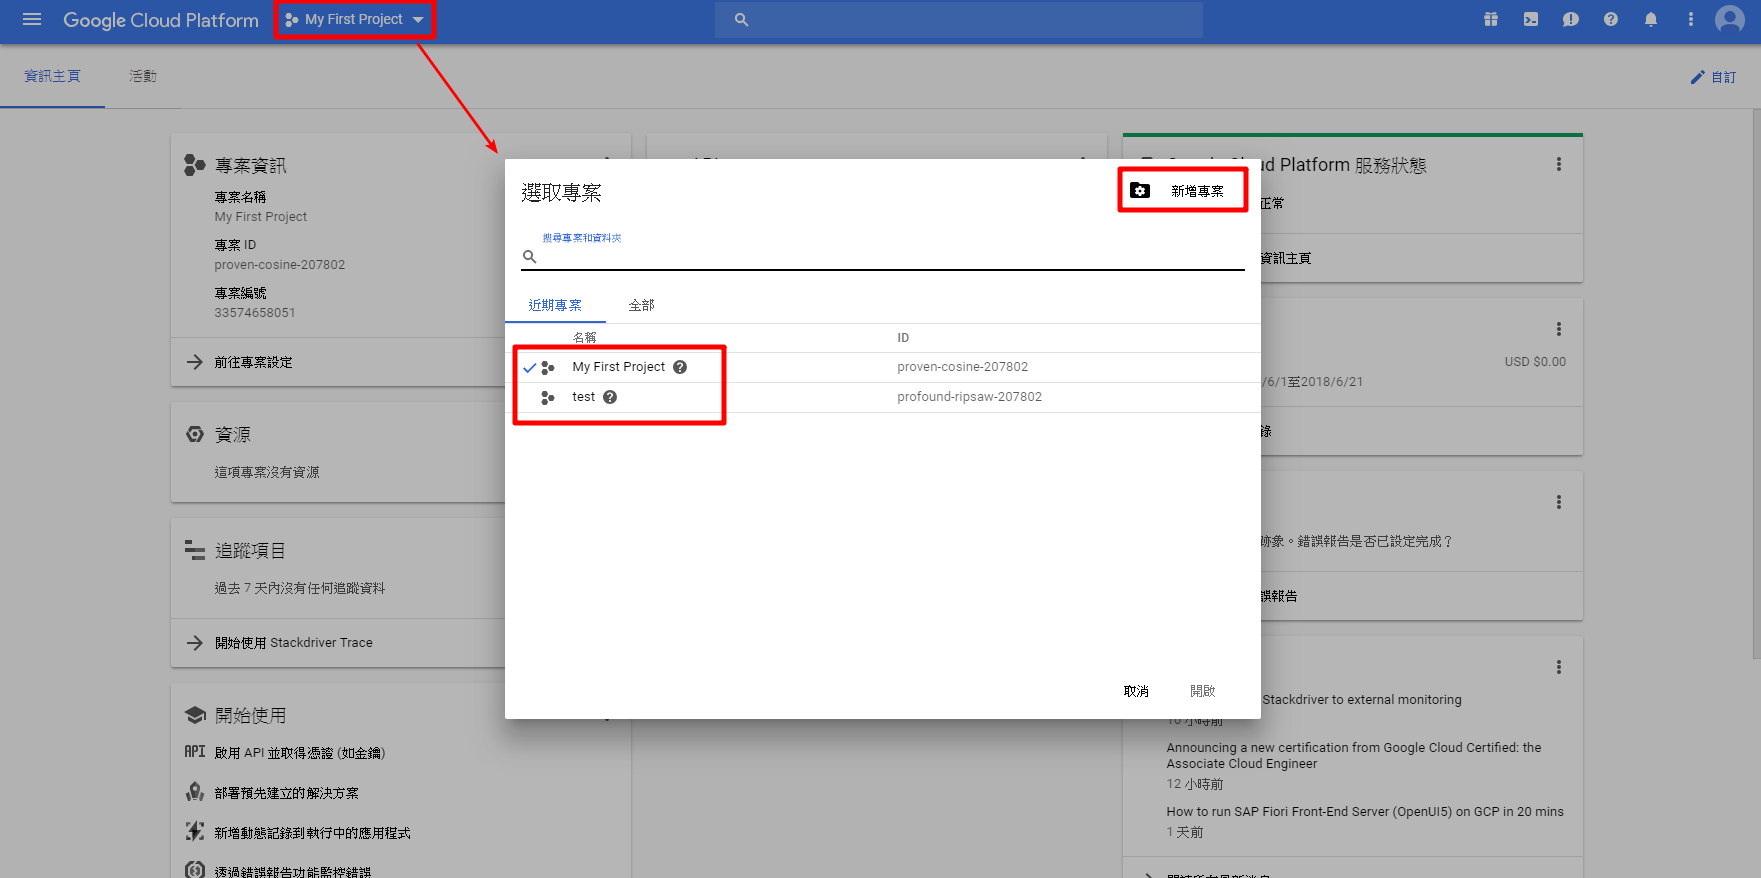 Google Cloud Platform
My First Project
資訊主頁
活動
自訂
專案資訊
專案名稱
My First Project
專案 ID
proven-cosine-207802
專案編號
33574658051
前往專案設定
資源
這項專案沒有資源
追蹤項目
過去 7 天內沒有任何追蹤資料
開始使用 Stackdriver Trace
開始使用
API 啟用 API 並取得憑證 (如金鑰)
部署預先建立的解決方案
新增動態記錄到執行中的應用程式
透過錯誤報告功能監控錯誤
選取專案
新增專案
搜尋專案和資料夾
近期專案
全部
名稱
ID
My First Project
proven-cosine-207802
test
profound-ripsaw-207802
取消
開啟
Cloud Platform 服務狀態
正常
資訊主頁
USD $0.00
/6/1至2018/6/21
錄
跡象。錯誤報告是否已設定完成？
誤報告
Stackdriver to external monitoring
10 小時前
Announcing a new certification from Google Cloud Certified: the
Associate Cloud Engineer
12 小時前
How to run SAP Fiori Front-End Server (OpenUI5) on GCP in 20 mins
1 天前